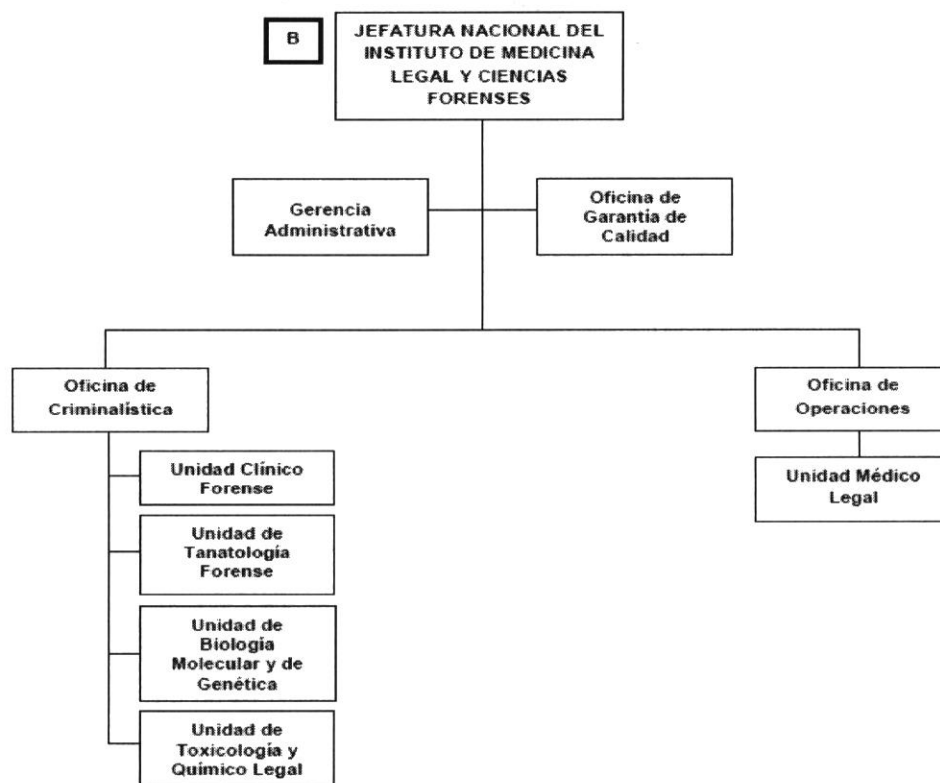 B
JEFATURA NACIONAL DEL
INSTITUTO DE MEDICINA
LEGAL Y CIENCIAS
FORENSES
Gerencia
Administrativa
Oficina de
Garantía de
Calidad
Oficina de
Criminalística
Oficina de
Operaciones
Unidad Clínico
Forense
Unidad Médico
Legal
Unidad de
Tanatología
Forense
Unidad de
Biología
Molecular y de
Genética
Unidad de
Toxicología y
Químico Legal